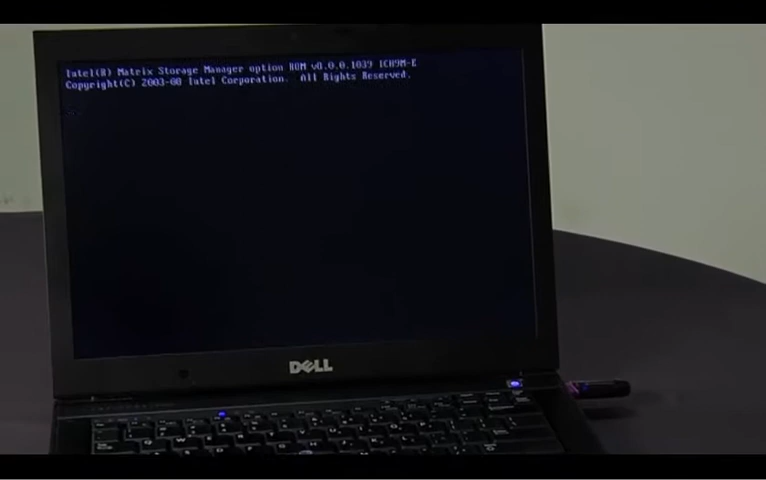 Intel(R) Matrix Storage Manager option ROM v8.0.0.1039 ICH9M-E
Copyright(C) 2003-08 Intel Corporation. All Rights Reserved.
DELL